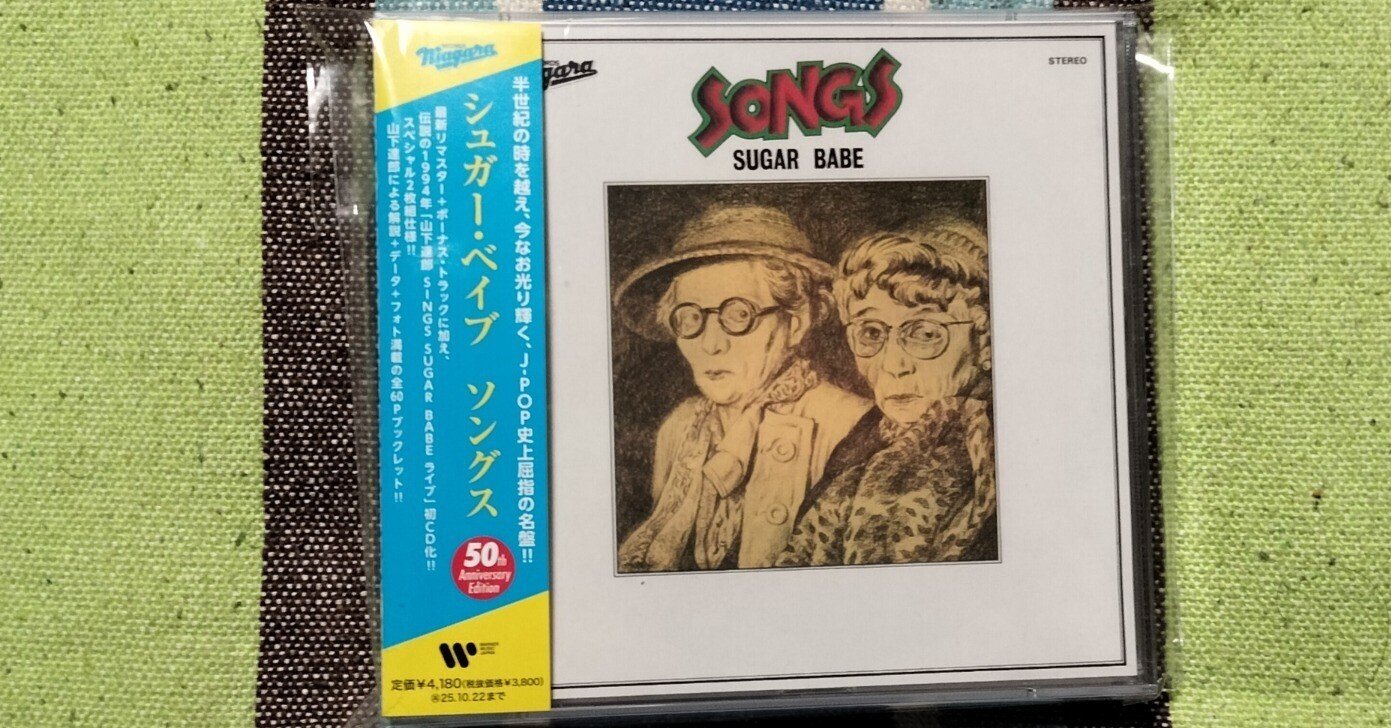 Niagara
半世紀の時を越え、今なお光り輝く、J-POP史上屈指の名盤!!
シュガー・ベイブ ソングス
最新リマスター+ボーナス・トラックに加え、
伝説の1994年「山下達郎 SINGS SUGAR BABE ライブ」初CD化!!
スペシャル2枚組仕様!!
山下達郎による解説+データ+フォト満載の全60Pブックレット!!
50th
Anniversary
Edition
WARNER
MUSIC
JAPAN
定価¥4,180(税抜価格¥3,800)
25.10.22まで
gara
STEREO
SONGS
SUGAR BABE